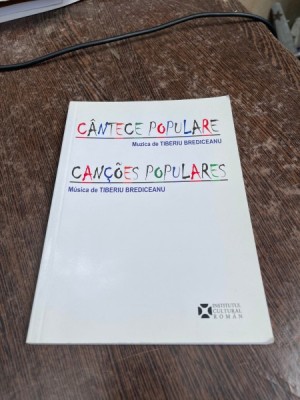 CÂNTECE POPULARE
Muzica de TIBERIU BREDICEANU
CANÇÕES POPULARES
Música de TIBERIU BREDICEANU
INSTITUTUL
CULTURAL
ROMÂN